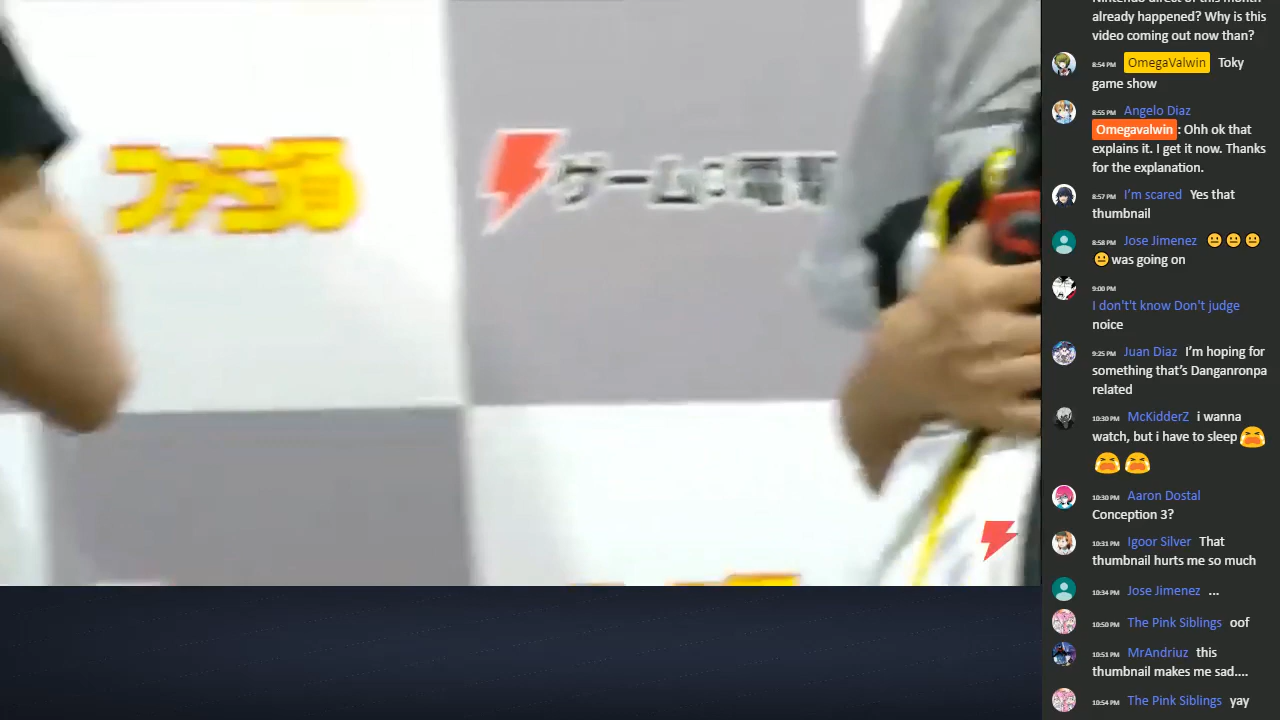 ファミ通
ゲーム:電
Nintendo direct of this month
already happened? Why is this
video coming out now than?
8:54 PM OmegaValwin Toky
game show
8:55 PM Angelo Diaz
Omegavalwin: Ohh ok that
explains it. I get it now. Thanks
for the explanation.
8:57 PM I'm scared Yes that
thumbnail
8:58 PM Jose Jimenez 😐 😐 😐
😐 was going on
9:00 PM
I don't't know Don't judge
noice
9:25 PM Juan Diaz I'm hoping for
something that's Danganronpa
related
10:30 PM McKidderZ i wanna
watch, but i have to sleep 😫
😫 😫
10:30 PM Aaron Dostal
Conception 3?
10:31 PM Igoor Silver That
thumbnail hurts me so much
10:34 PM Jose Jimenez ...
10:50 PM The Pink Siblings oof
10:51 PM MrAndriuz this
thumbnail makes me sad....
10:54 PM The Pink Siblings yay